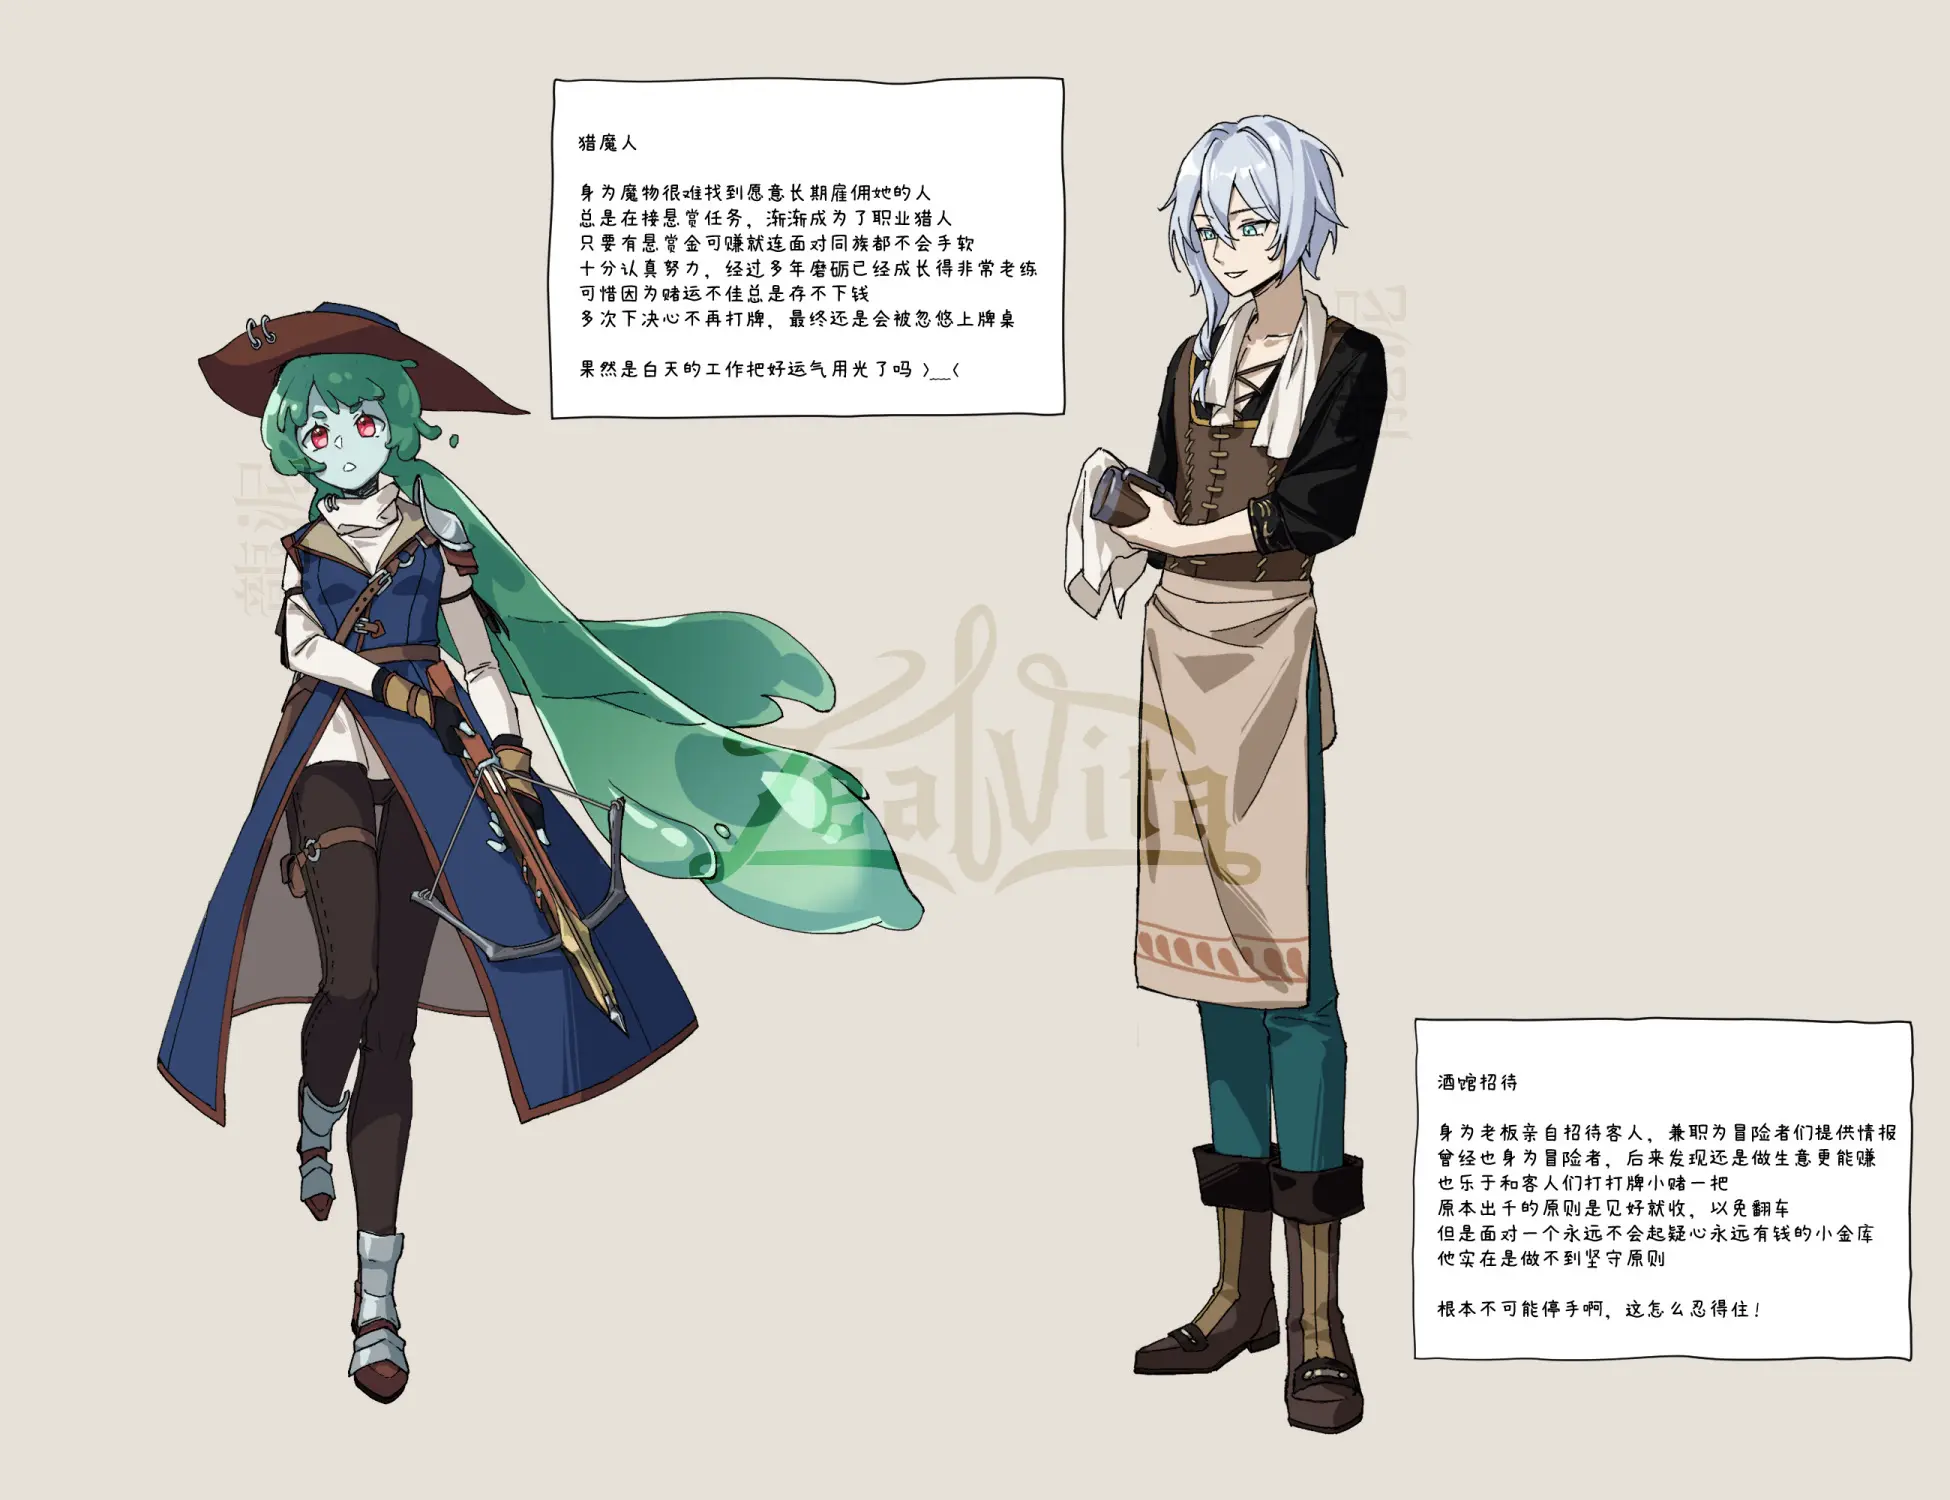 猎魔人
身为魔物很难找到愿意长期雇佣她的人
总是在接悬赏任务，渐渐成为了职业猎人
只要有悬赏金可赚就连面对同族都不会手软
十分认真努力，经过多年磨砺已经成长得非常老练
可惜因为赌运不佳总是存不下钱
多次下决心不再打牌，最终还是会被忽悠上牌桌
果然是白天的工作把好运气用光了吗 >﹏<
酒馆招待
身为老板亲自招待客人，兼职为冒险者们提供情报
曾经也身为冒险者，后来发现还是做生意更能赚
也乐于和客人们打打牌小赌一把
原本出千的原则是见好就收，以免翻车
但是面对一个永远不会起疑心永远有钱的小金库
他实在是做不到坚守原则
根本不可能停手啊，这怎么忍得住！